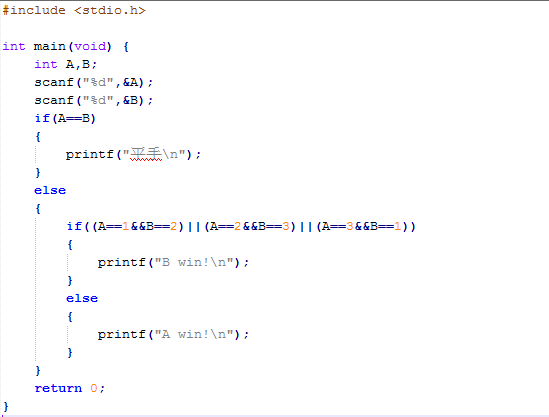 #include <stdio.h>
int main(void) {
int A,B;
scanf("%d",&A);
scanf("%d",&B);
if(A==B)
{
printf("平手\n");
}
else
{
if((A==1&&B==2)||(A==2&&B==3)||(A==3&&B==1))
{
printf("B win!\n");
}
else
{
printf("A win!\n");
}
}
return 0;
}